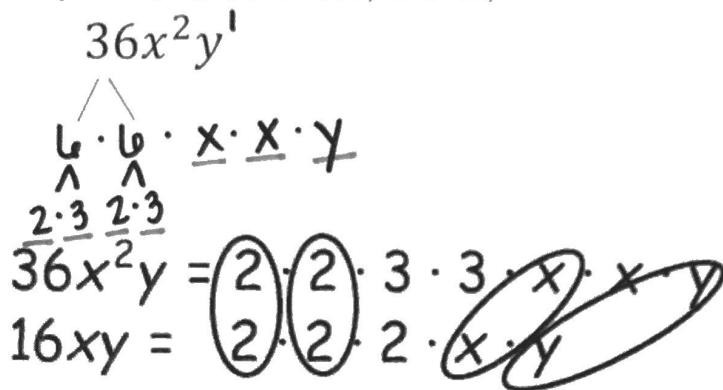 36x²y¹
6 · 6 · x · x · y
2 · 3 2 · 3
36x²y = 2 · 2 · 3 · 3 · x · x · y
16xy = 2 · 2 · 2 · x · y